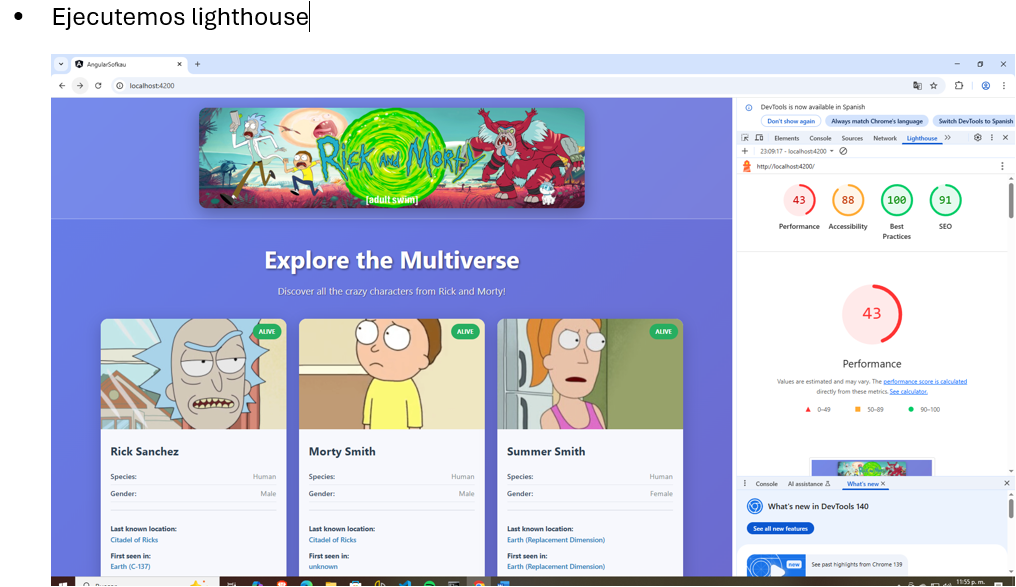 • Ejecutemos lighthouse
AngularSofkau
localhost:4200
DevTools is now available in Spanish
Don't show again Always match Chrome's language Switch DevTools to Spanish
Elements Console Sources Network Lighthouse
23:09:17 - localhost:4200
http://localhost:4200/
43 88 100 91
Performance Accessibility Best Practices SEO
43
Performance
Values are estimated and may vary. The performance score is calculated
directly from these metrics. See calculator.
0–49 50–89 90–100
Console AI assistance What's new
What's new in DevTools 140
See all new features
new
See past highlights from Chrome 139
Rick and Morty
[adult swim]
Explore the Multiverse
Discover all the crazy characters from Rick and Morty!
ALIVE ALIVE ALIVE
Rick Sanchez Morty Smith Summer Smith
Species: Human Species: Human Species: Human
Gender: Male Gender: Male Gender: Female
Last known location: Last known location: Last known location:
Citadel of Ricks Citadel of Ricks Earth (Replacement Dimension)
First seen in: First seen in: First seen in:
Earth (C-137) unknown Earth (Replacement Dimension)
11:55 p. m.